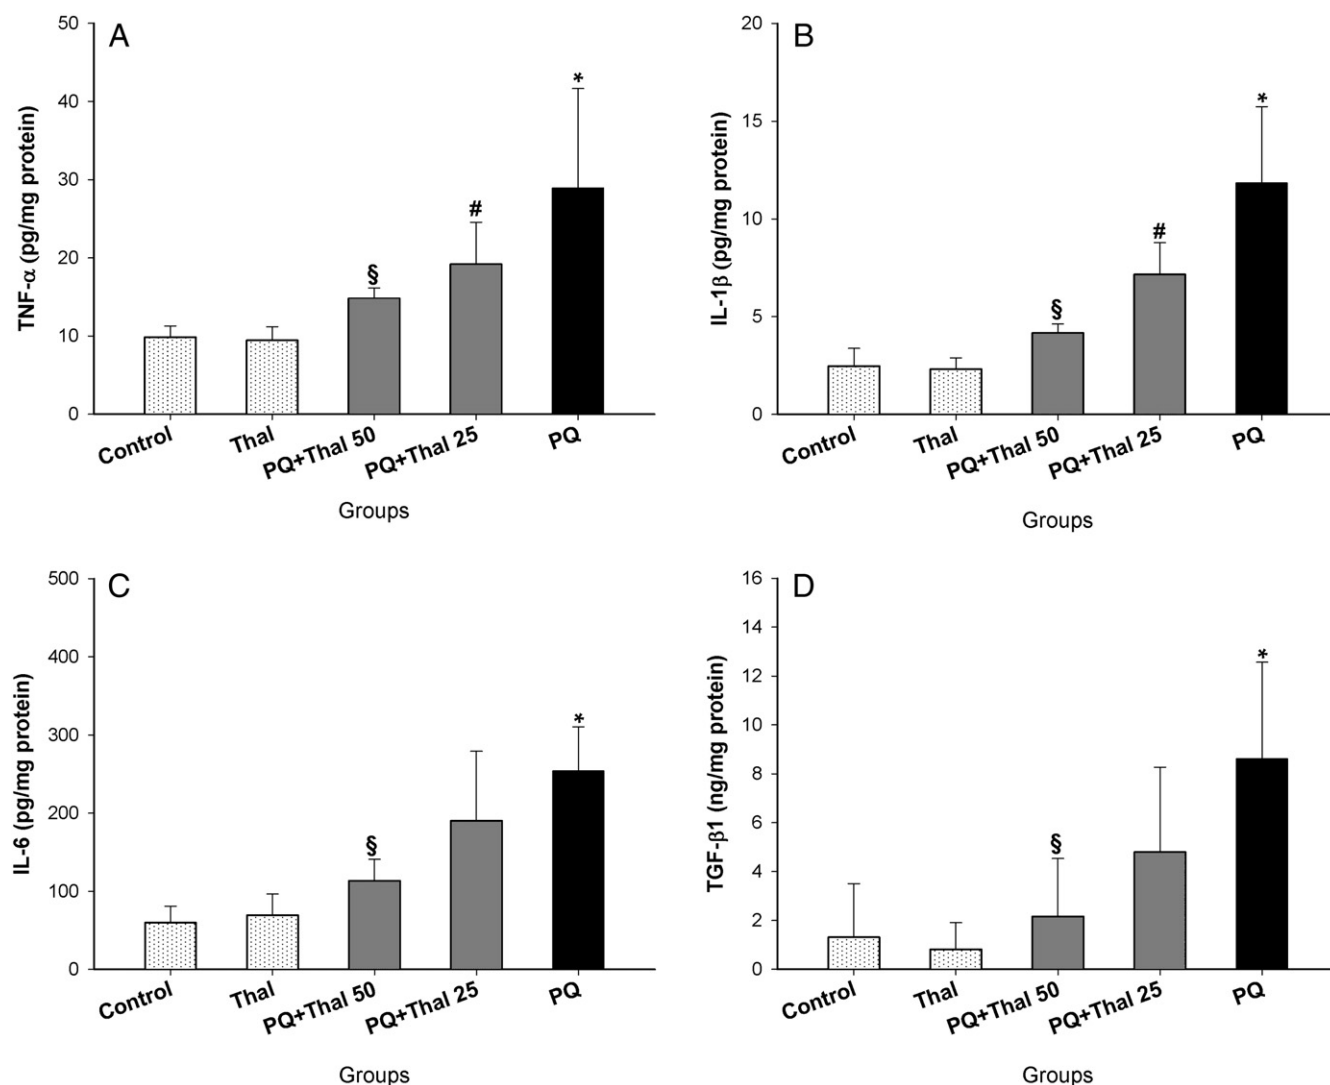 A
TNF-α (pg/mg protein)
50
40
30
20
10
0
§
#
*
Control
Thal
PQ+Thal 50
PQ+Thal 25
PQ
Groups
B
IL-1β (pg/mg protein)
20
15
10
5
0
§
#
*
Control
Thal
PQ+Thal 50
PQ+Thal 25
PQ
Groups
C
IL-6 (pg/mg protein)
500
400
300
200
100
0
§
*
Control
Thal
PQ+Thal 50
PQ+Thal 25
PQ
Groups
D
TGF-β1 (ng/mg protein)
16
14
12
10
8
6
4
2
0
§
*
Control
Thal
PQ+Thal 50
PQ+Thal 25
PQ
Groups